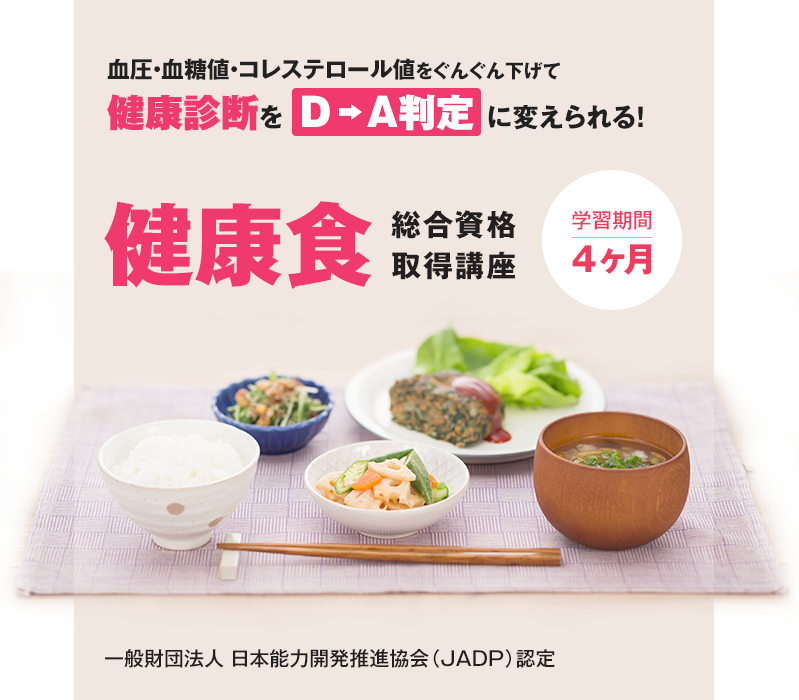 血圧・血糖値・コレステロール値をぐんぐん下げて
健康診断を D→A判定 に変えられる!
健康食
総合資格
取得講座
学習期間
4ヶ月
一般財団法人 日本能力開発推進協会(JADP)認定